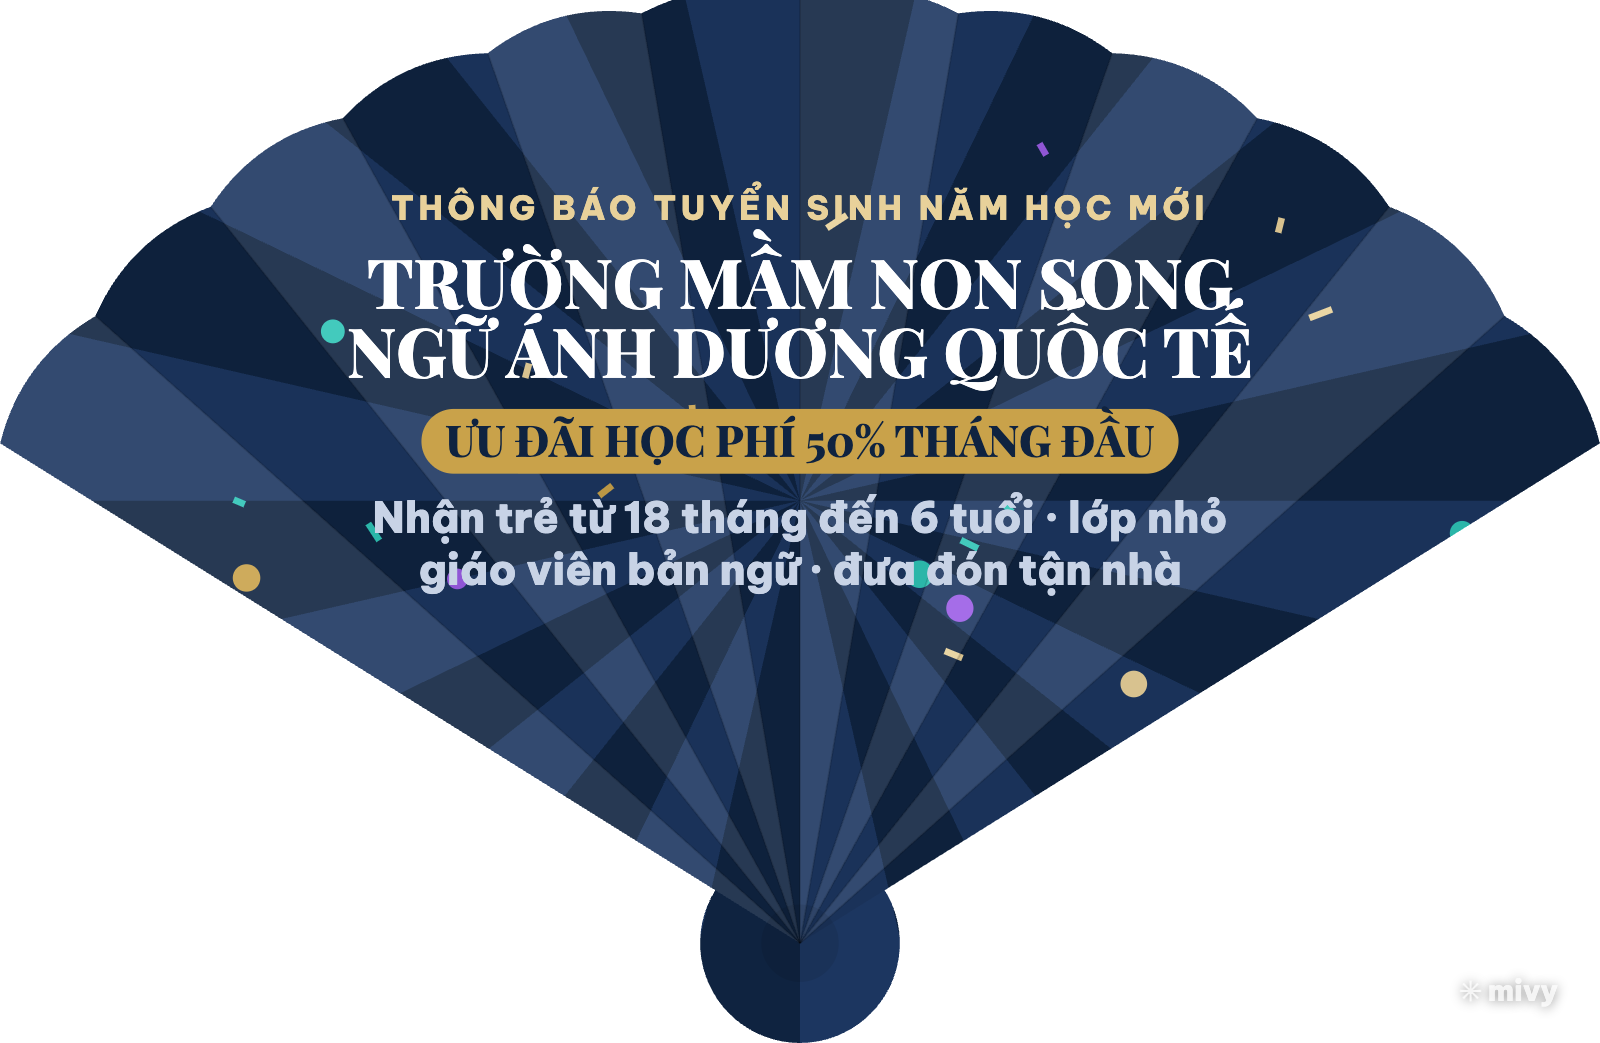 THÔNG BÁO TUYỂN SINH NĂM HỌC MỚI
TRƯỜNG MẦM NON SONG
NGỮ ÁNH DƯƠNG QUỐC TẾ
ƯU ĐÃI HỌC PHÍ 50% THÁNG ĐẦU
Nhận trẻ từ 18 tháng đến 6 tuổi · lớp nhỏ
giáo viên bản ngữ · đưa đón tận nhà
mivy